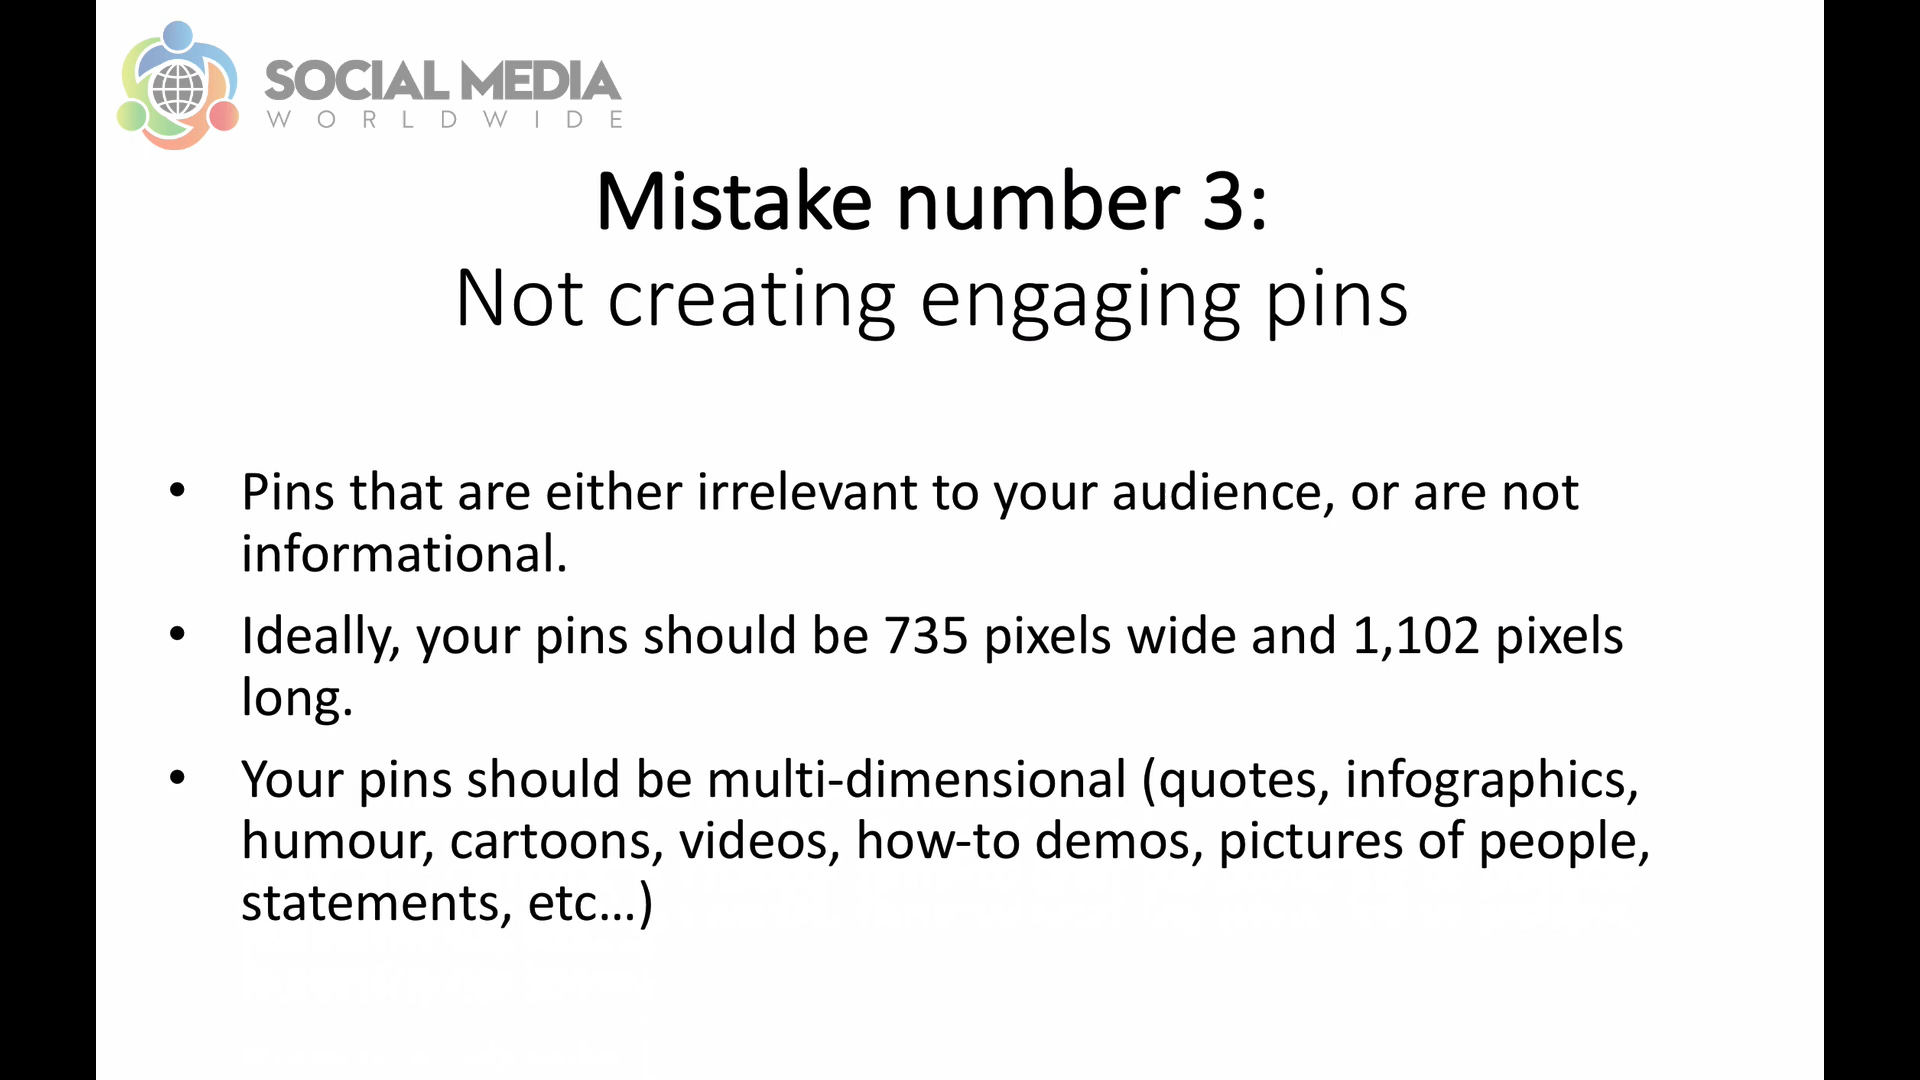 SOCIAL MEDIA
WORLDWIDE
Mistake number 3:
Not creating engaging pins
• Pins that are either irrelevant to your audience, or are not
informational.
• Ideally, your pins should be 735 pixels wide and 1,102 pixels
long.
• Your pins should be multi-dimensional (quotes, infographics,
humour, cartoons, videos, how-to demos, pictures of people,
statements, etc...)